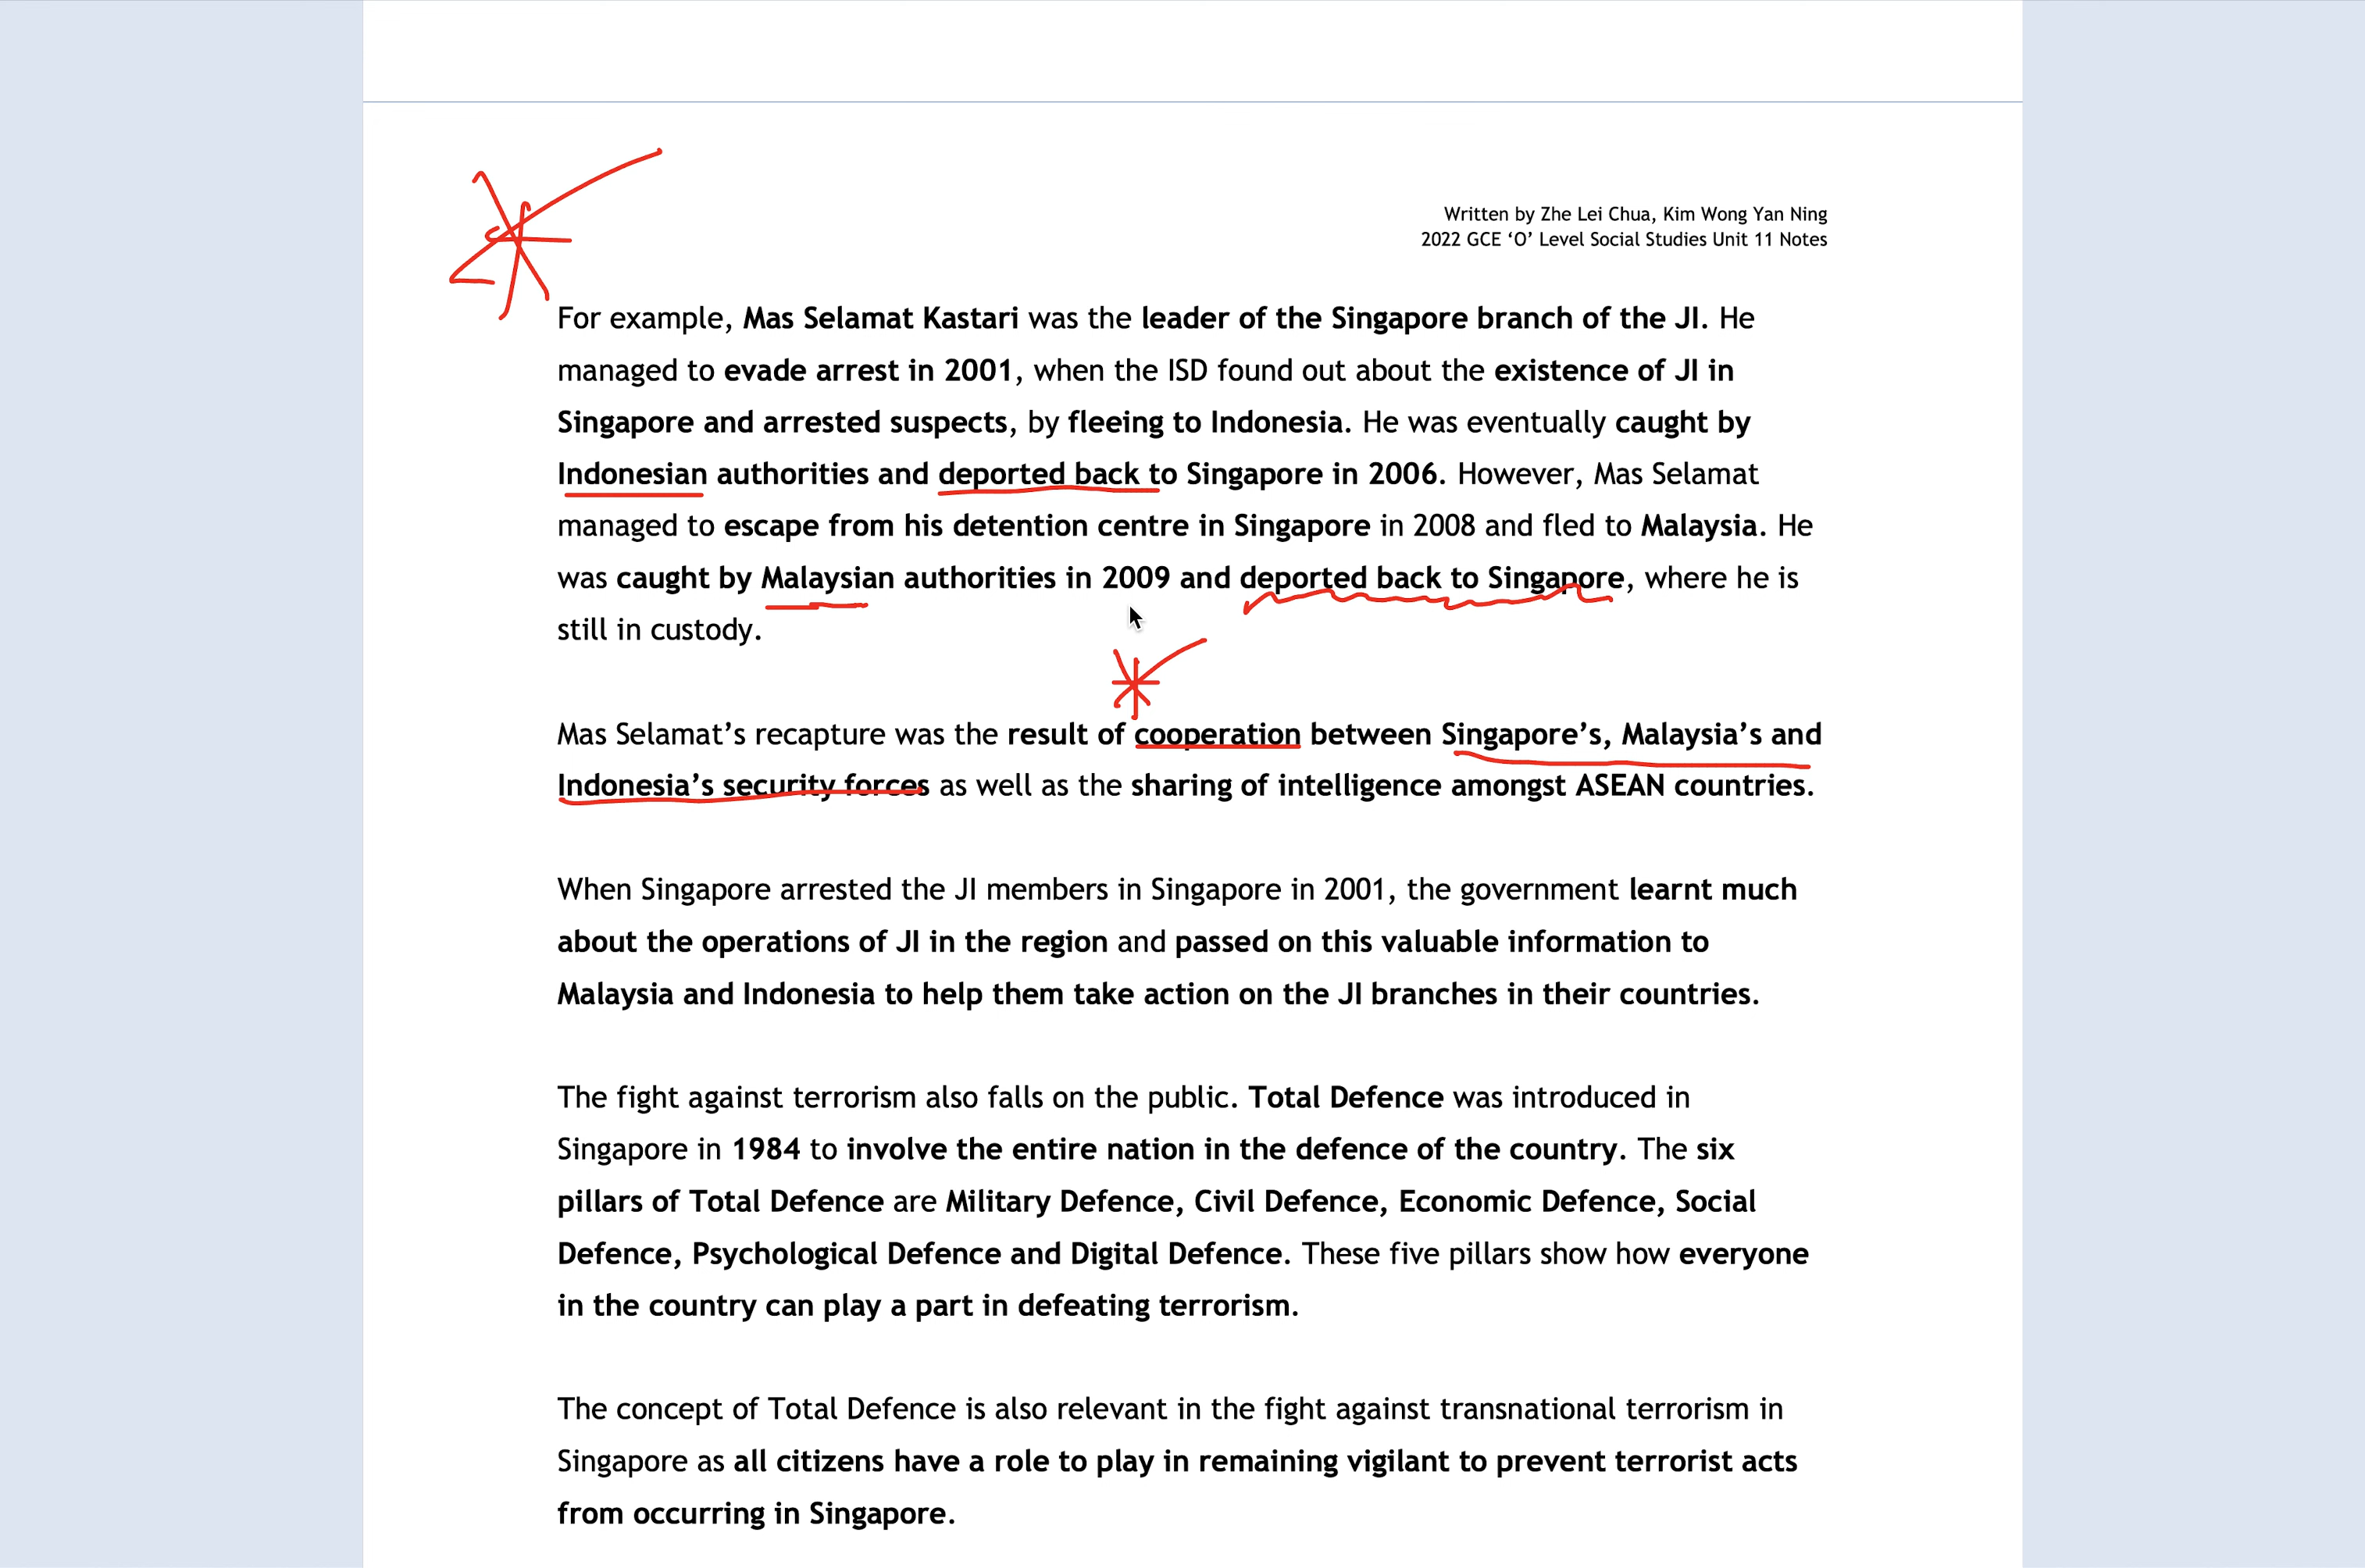 Written by Zhe Lei Chua, Kim Wong Yan Ning
2022 GCE ‘O’ Level Social Studies Unit 11 Notes
For example, Mas Selamat Kastari was the leader of the Singapore branch of the JI. He
managed to evade arrest in 2001, when the ISD found out about the existence of JI in
Singapore and arrested suspects, by fleeing to Indonesia. He was eventually caught by
Indonesian authorities and deported back to Singapore in 2006. However, Mas Selamat
managed to escape from his detention centre in Singapore in 2008 and fled to Malaysia. He
was caught by Malaysian authorities in 2009 and deported back to Singapore, where he is
still in custody.
Mas Selamat’s recapture was the result of cooperation between Singapore’s, Malaysia’s and
Indonesia’s security forces as well as the sharing of intelligence amongst ASEAN countries.
When Singapore arrested the JI members in Singapore in 2001, the government learnt much
about the operations of JI in the region and passed on this valuable information to
Malaysia and Indonesia to help them take action on the JI branches in their countries.
The fight against terrorism also falls on the public. Total Defence was introduced in
Singapore in 1984 to involve the entire nation in the defence of the country. The six
pillars of Total Defence are Military Defence, Civil Defence, Economic Defence, Social
Defence, Psychological Defence and Digital Defence. These five pillars show how everyone
in the country can play a part in defeating terrorism.
The concept of Total Defence is also relevant in the fight against transnational terrorism in
Singapore as all citizens have a role to play in remaining vigilant to prevent terrorist acts
from occurring in Singapore.